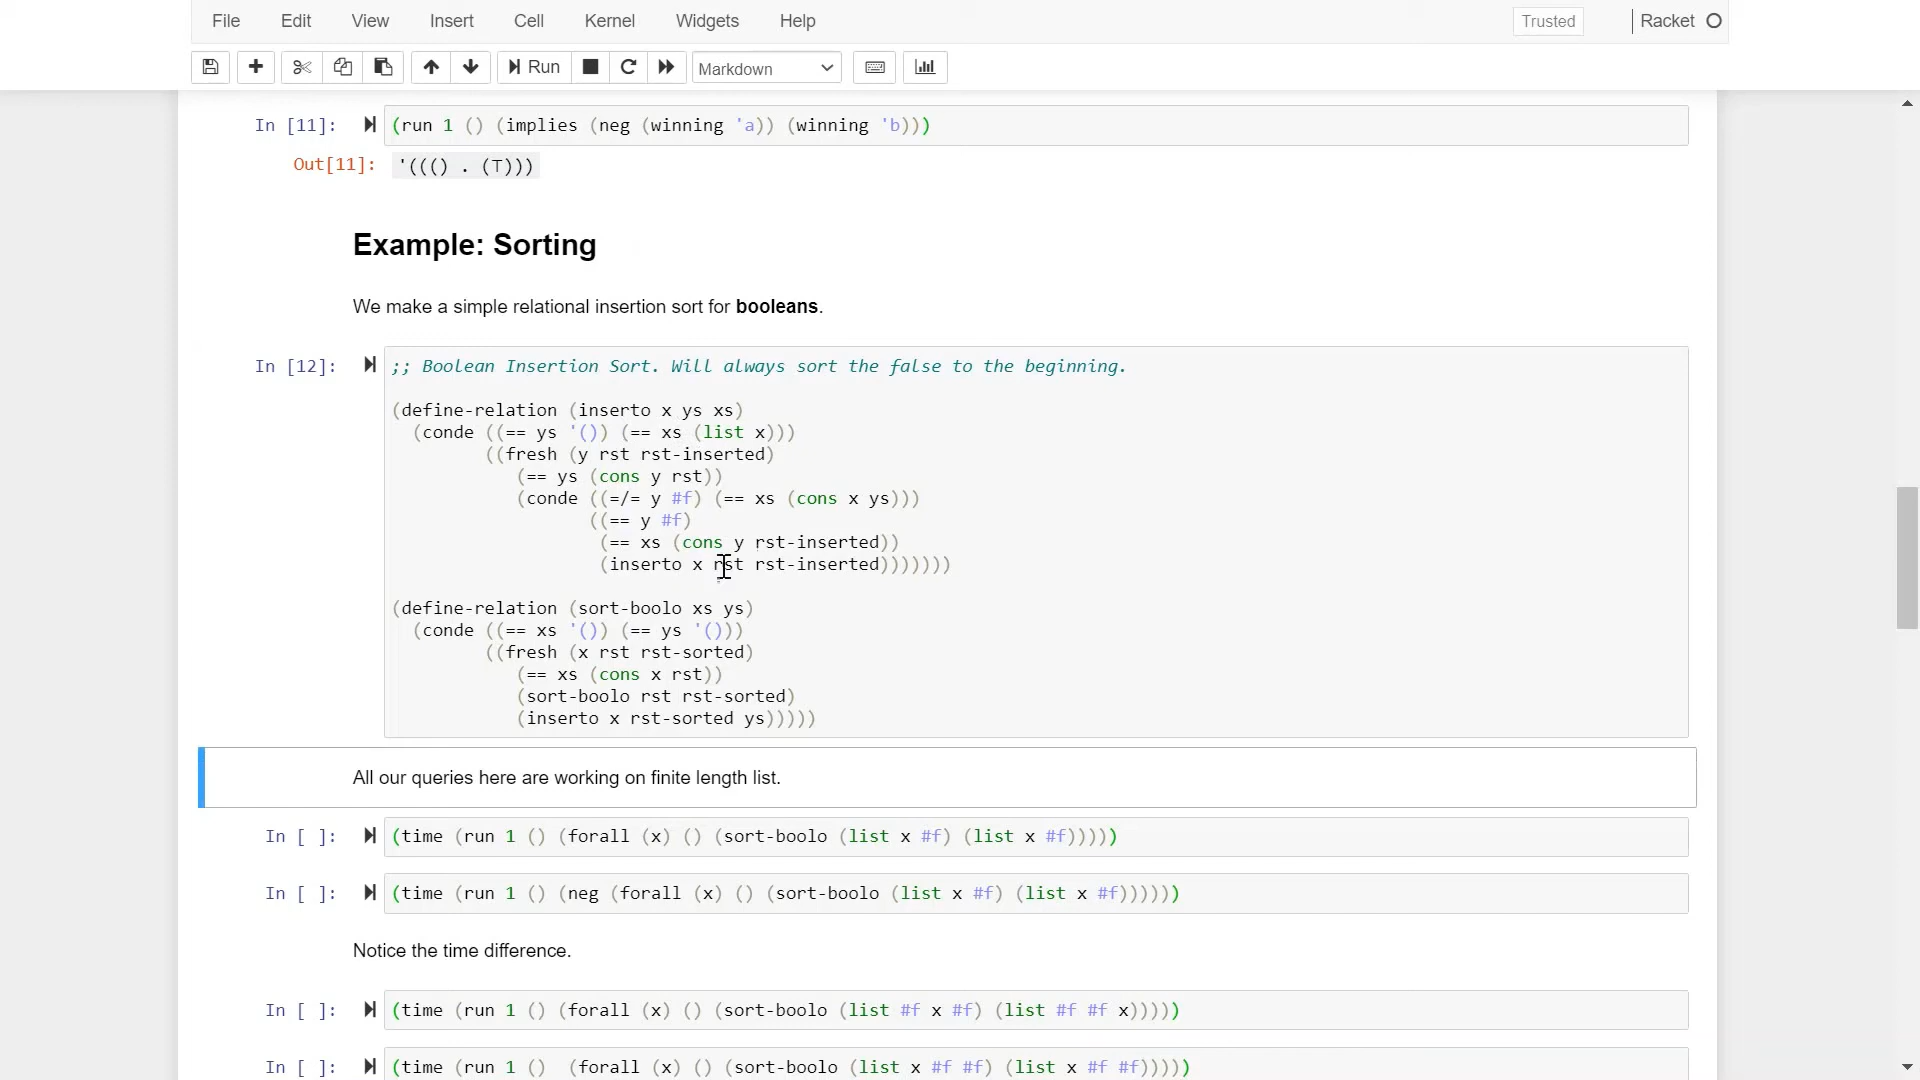 File Edit View Insert Cell Kernel Widgets Help Trusted Racket
Run Markdown
In [11]: (run 1 () (implies (neg (winning 'a)) (winning 'b)))
Out[11]: '((() . (⊤)))
Example: Sorting
We make a simple relational insertion sort for booleans.
In [12]: ;; Boolean Insertion Sort. Will always sort the false to the beginning.
(define-relation (inserto x ys xs)
(conde ((== ys '()) (== xs (list x)))
((fresh (y rst rst-inserted)
(== ys (cons y rst))
(conde ((=/= y #f) (== xs (cons x ys)))
((== y #f)
(== xs (cons y rst-inserted))
(inserto x rst rst-inserted)))))))
(define-relation (sort-boolo xs ys)
(conde ((== xs '()) (== ys '()))
((fresh (x rst rst-sorted)
(== xs (cons x rst))
(sort-boolo rst rst-sorted)
(inserto x rst-sorted ys)))))
All our queries here are working on finite length list.
In [ ]: (time (run 1 () (forall (x) () (sort-boolo (list x #f) (list x #f)))))
In [ ]: (time (run 1 () (neg (forall (x) () (sort-boolo (list x #f) (list x #f))))))
Notice the time difference.
In [ ]: (time (run 1 () (forall (x) () (sort-boolo (list #f x #f) (list #f #f x)))))
In [ ]: (time (run 1 () (forall (x) () (sort-boolo (list x #f #f) (list x #f #f)))))